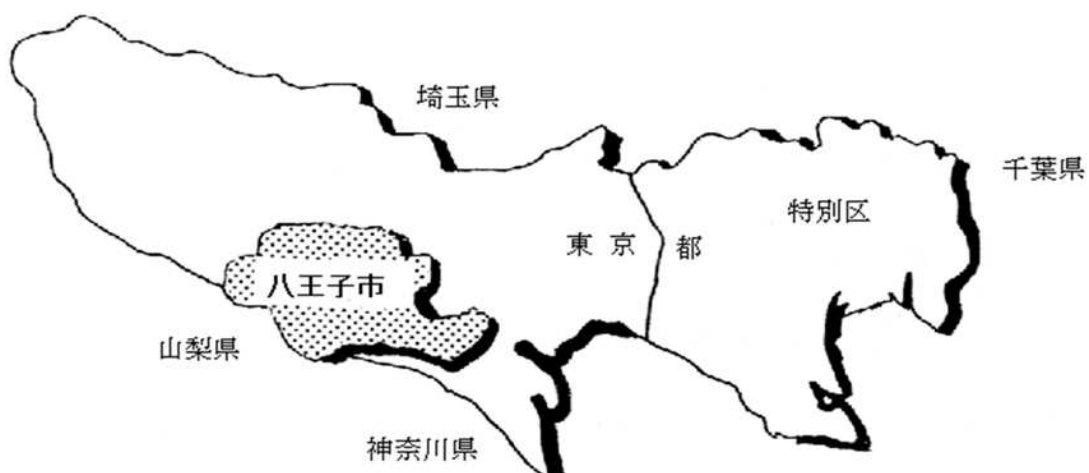 埼玉県
千葉県
特別区
東京都
八王子市
山梨県
神奈川県